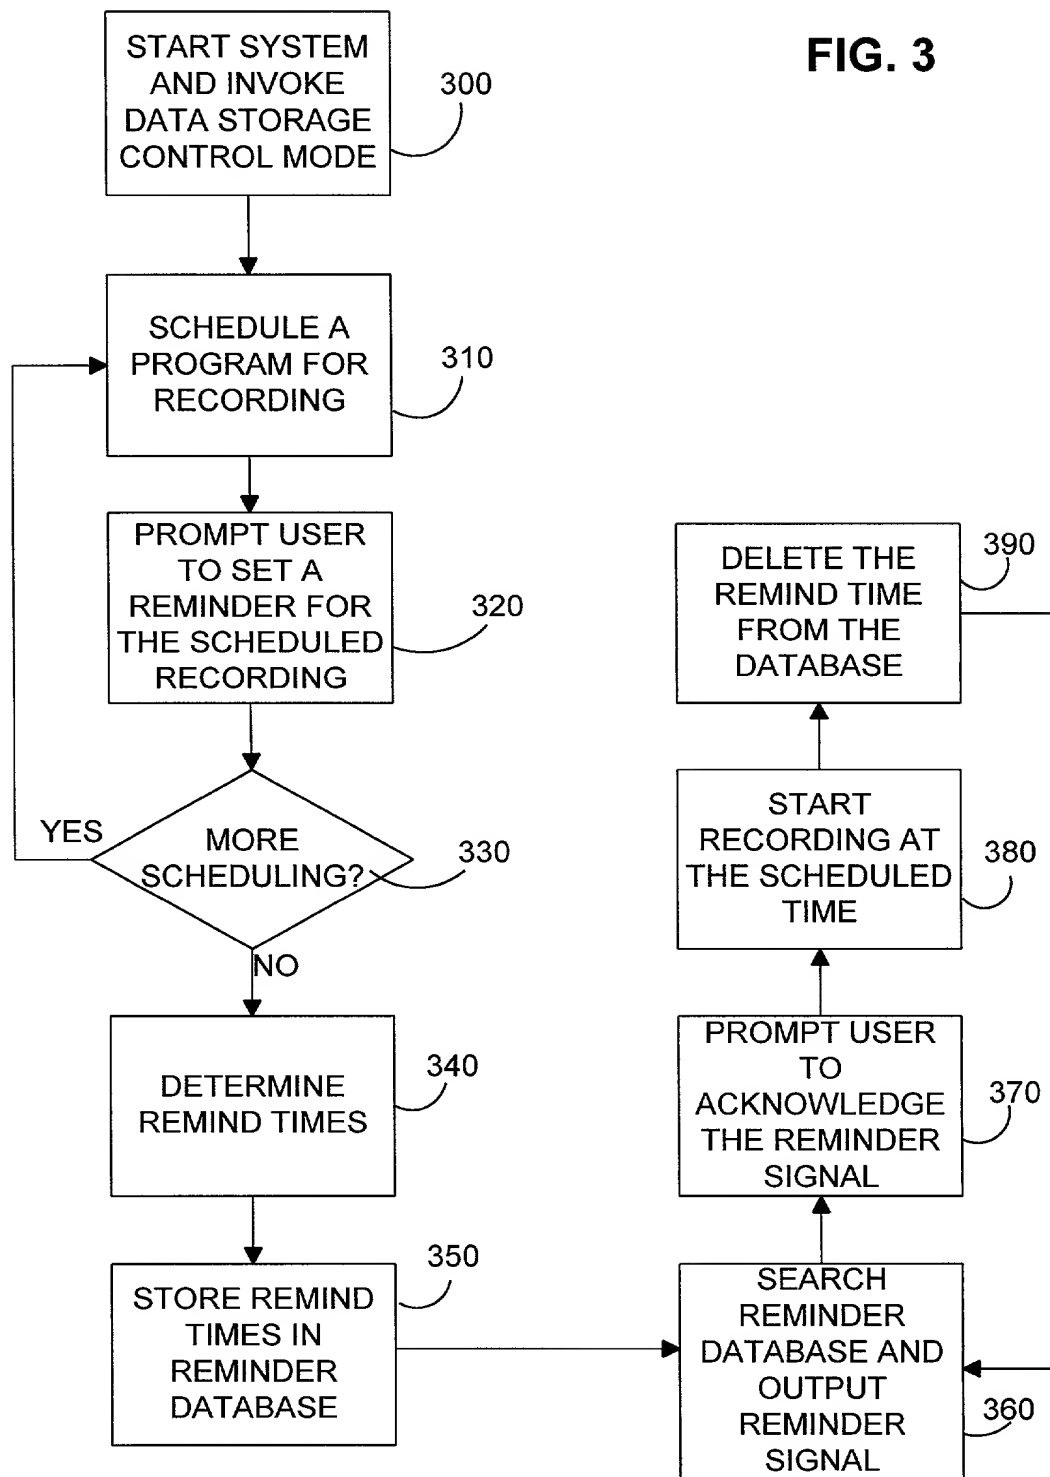 FIG. 3
START SYSTEM
AND INVOKE
DATA STORAGE
CONTROL MODE
300
SCHEDULE A
PROGRAM FOR
RECORDING
310
PROMPT USER
TO SET A
REMINDER FOR
THE SCHEDULED
RECORDING
320
MORE
SCHEDULING?
330
YES
NO
DETERMINE
REMIND TIMES
340
STORE REMIND
TIMES IN
REMINDER
DATABASE
350
SEARCH
REMINDER
DATABASE AND
OUTPUT
REMINDER
SIGNAL
360
PROMPT USER
TO
ACKNOWLEDGE
THE REMINDER
SIGNAL
370
START
RECORDING AT
THE SCHEDULED
TIME
380
DELETE THE
REMIND TIME
FROM THE
DATABASE
390